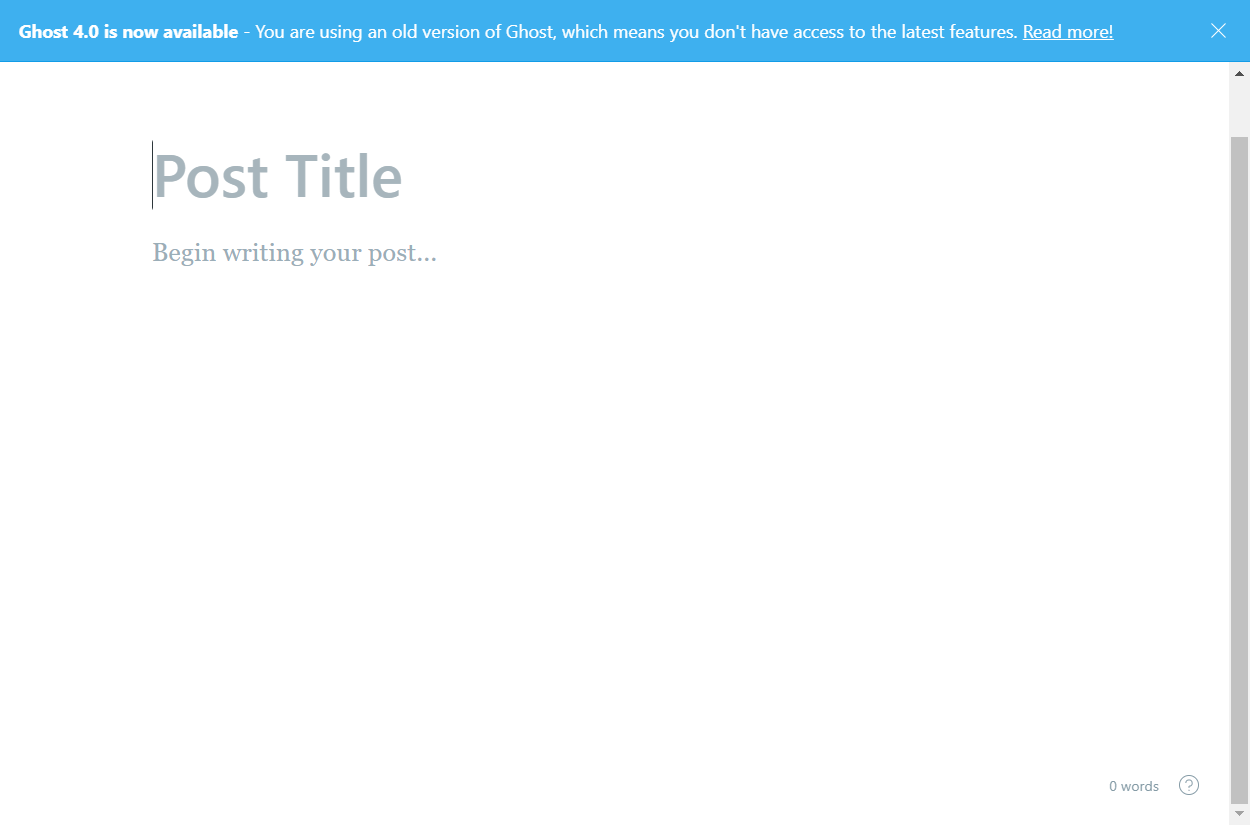 Ghost 4.0 is now available - You are using an old version of Ghost, which means you don't have access to the latest features. Read more!
Post Title
Begin writing your post...
0 words
?